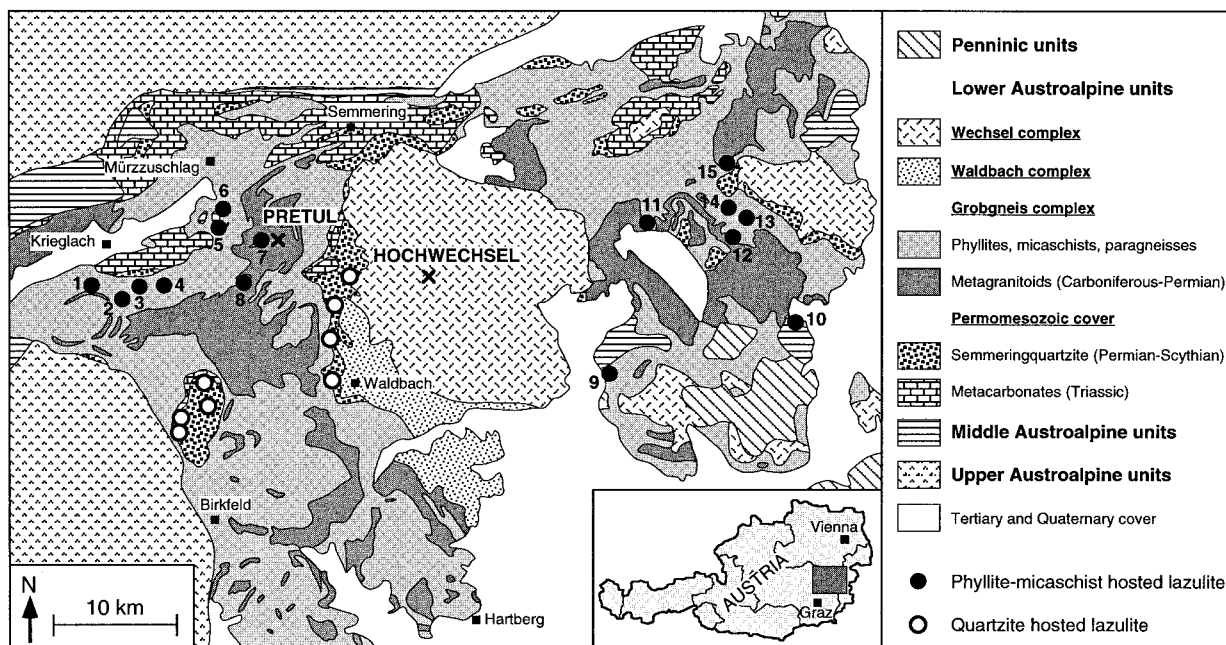 Semmering
Mürzzuschlag
6
PRETUL
Krieglach
5
7
HOCHWECHSEL
1
2
3
4
8
Waldbach
Birkfeld
Hartberg
15
14
11
13
12
10
9
N
10 km
Vienna
AUSTRIA
Graz
Penninic units
Lower Austroalpine units
Wechsel complex
Waldbach complex
Grobgneis complex
Phyllites, micaschists, paragneisses
Metagranitoids (Carboniferous-Permian)
Permomesozoic cover
Semmeringquartzite (Permian-Scythian)
Metacarbonates (Triassic)
Middle Austroalpine units
Upper Austroalpine units
Tertiary and Quaternary cover
Phyllite-micaschist hosted lazulite
Quartzite hosted lazulite